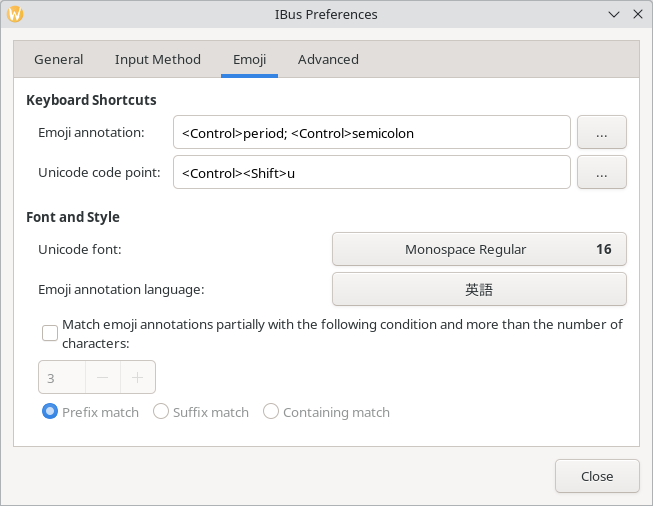 IBus Preferences
General Input Method Emoji Advanced
Keyboard Shortcuts
Emoji annotation: <Control>period; <Control>semicolon ...
Unicode code point: <Control><Shift>u ...
Font and Style
Unicode font: Monospace Regular 16
Emoji annotation language: 英語
Match emoji annotations partially with the following condition and more than the number of
characters:
3 − +
Prefix match Suffix match Containing match
Close